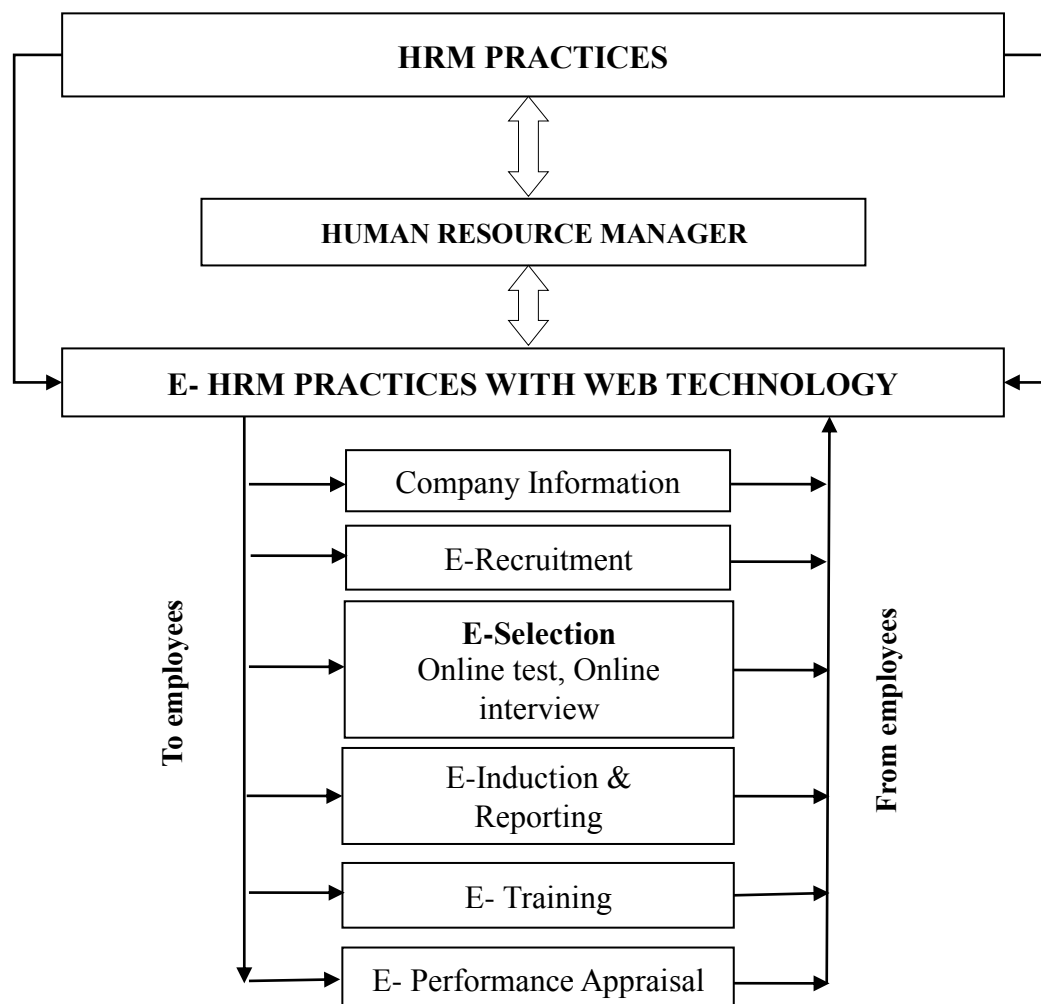 HRM PRACTICES
HUMAN RESOURCE MANAGER
E- HRM PRACTICES WITH WEB TECHNOLOGY
Company Information
E-Recruitment
E-Selection
Online test, Online
interview
E-Induction &
Reporting
E- Training
E- Performance Appraisal
To employees
From employees